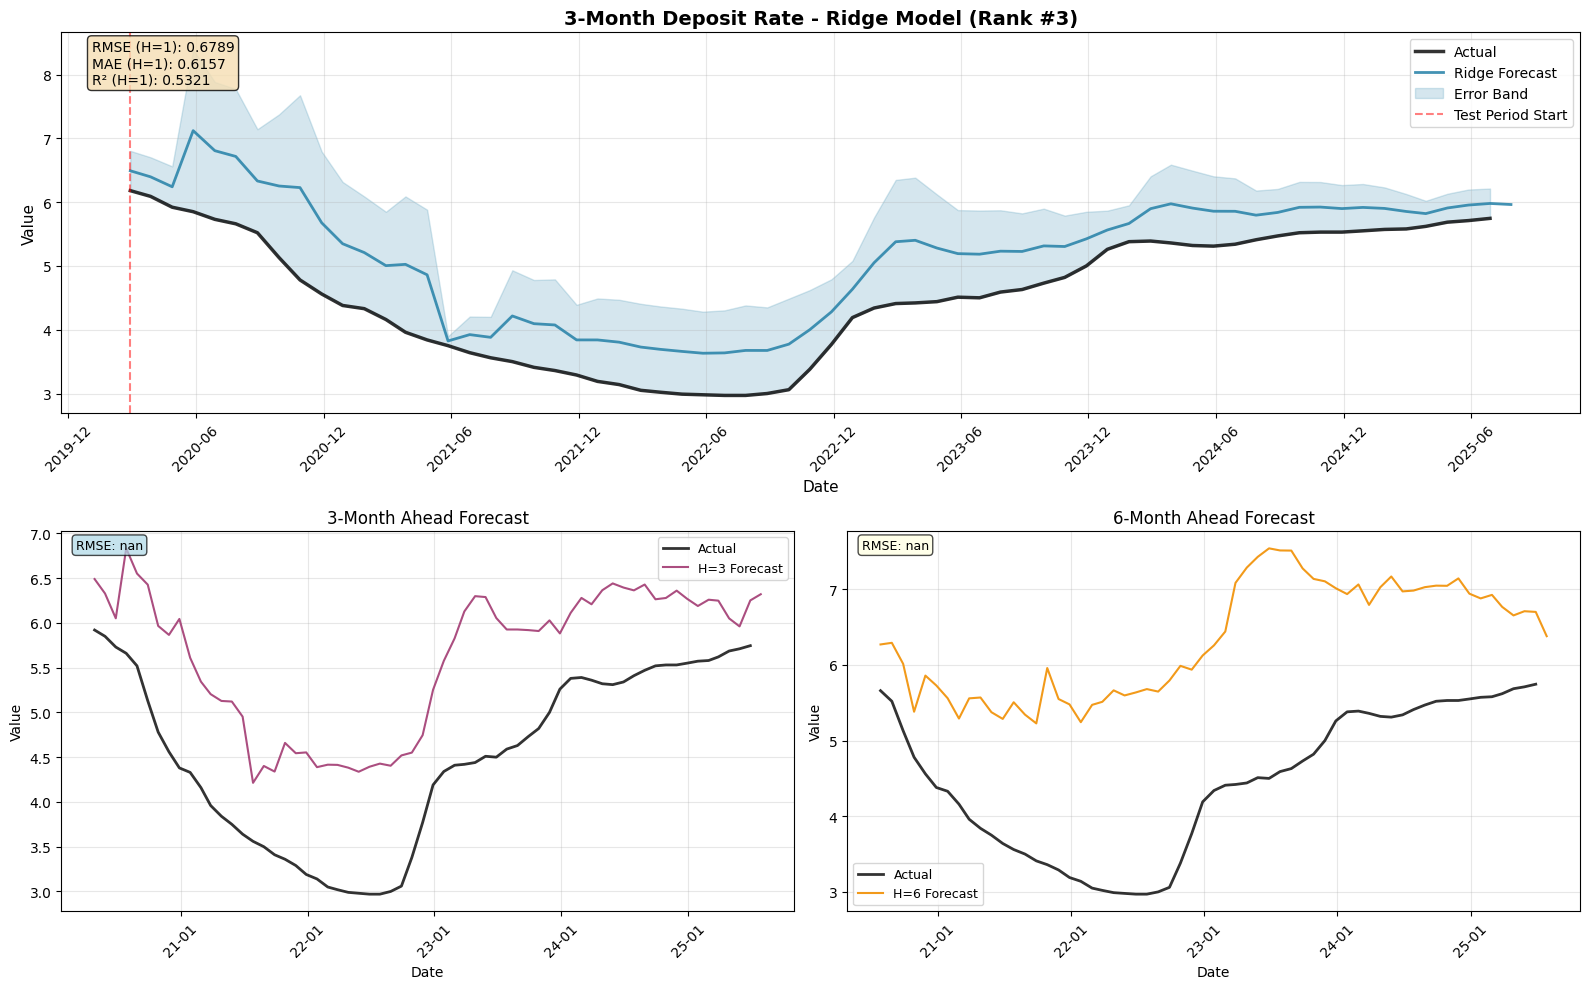 3-Month Deposit Rate - Ridge Model (Rank #3)
RMSE (H=1): 0.6789
MAE (H=1): 0.6157
R² (H=1): 0.5321
Actual
Ridge Forecast
Error Band
Test Period Start
Value
8
7
6
5
4
3
2019-12
2020-06
2020-12
2021-06
2021-12
2022-06
2022-12
2023-06
2023-12
2024-06
2024-12
2025-06
Date
3-Month Ahead Forecast
RMSE: nan
Actual
H=3 Forecast
Value
7.0
6.5
6.0
5.5
5.0
4.5
4.0
3.5
3.0
21-01
22-01
23-01
24-01
25-01
Date
6-Month Ahead Forecast
RMSE: nan
Value
7
6
5
4
3
Actual
H=6 Forecast
21-01
22-01
23-01
24-01
25-01
Date